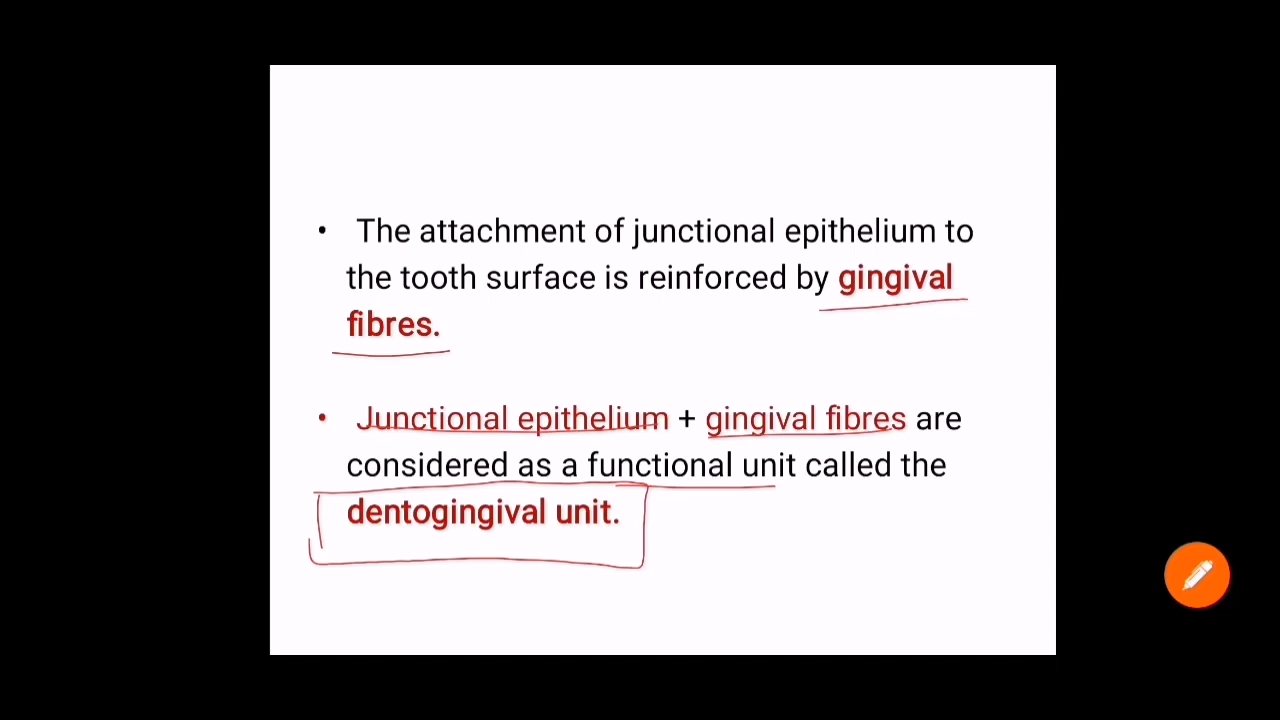 • The attachment of junctional epithelium to
the tooth surface is reinforced by gingival
fibres.
• Junctional epithelium + gingival fibres are
considered as a functional unit called the
dentogingival unit.